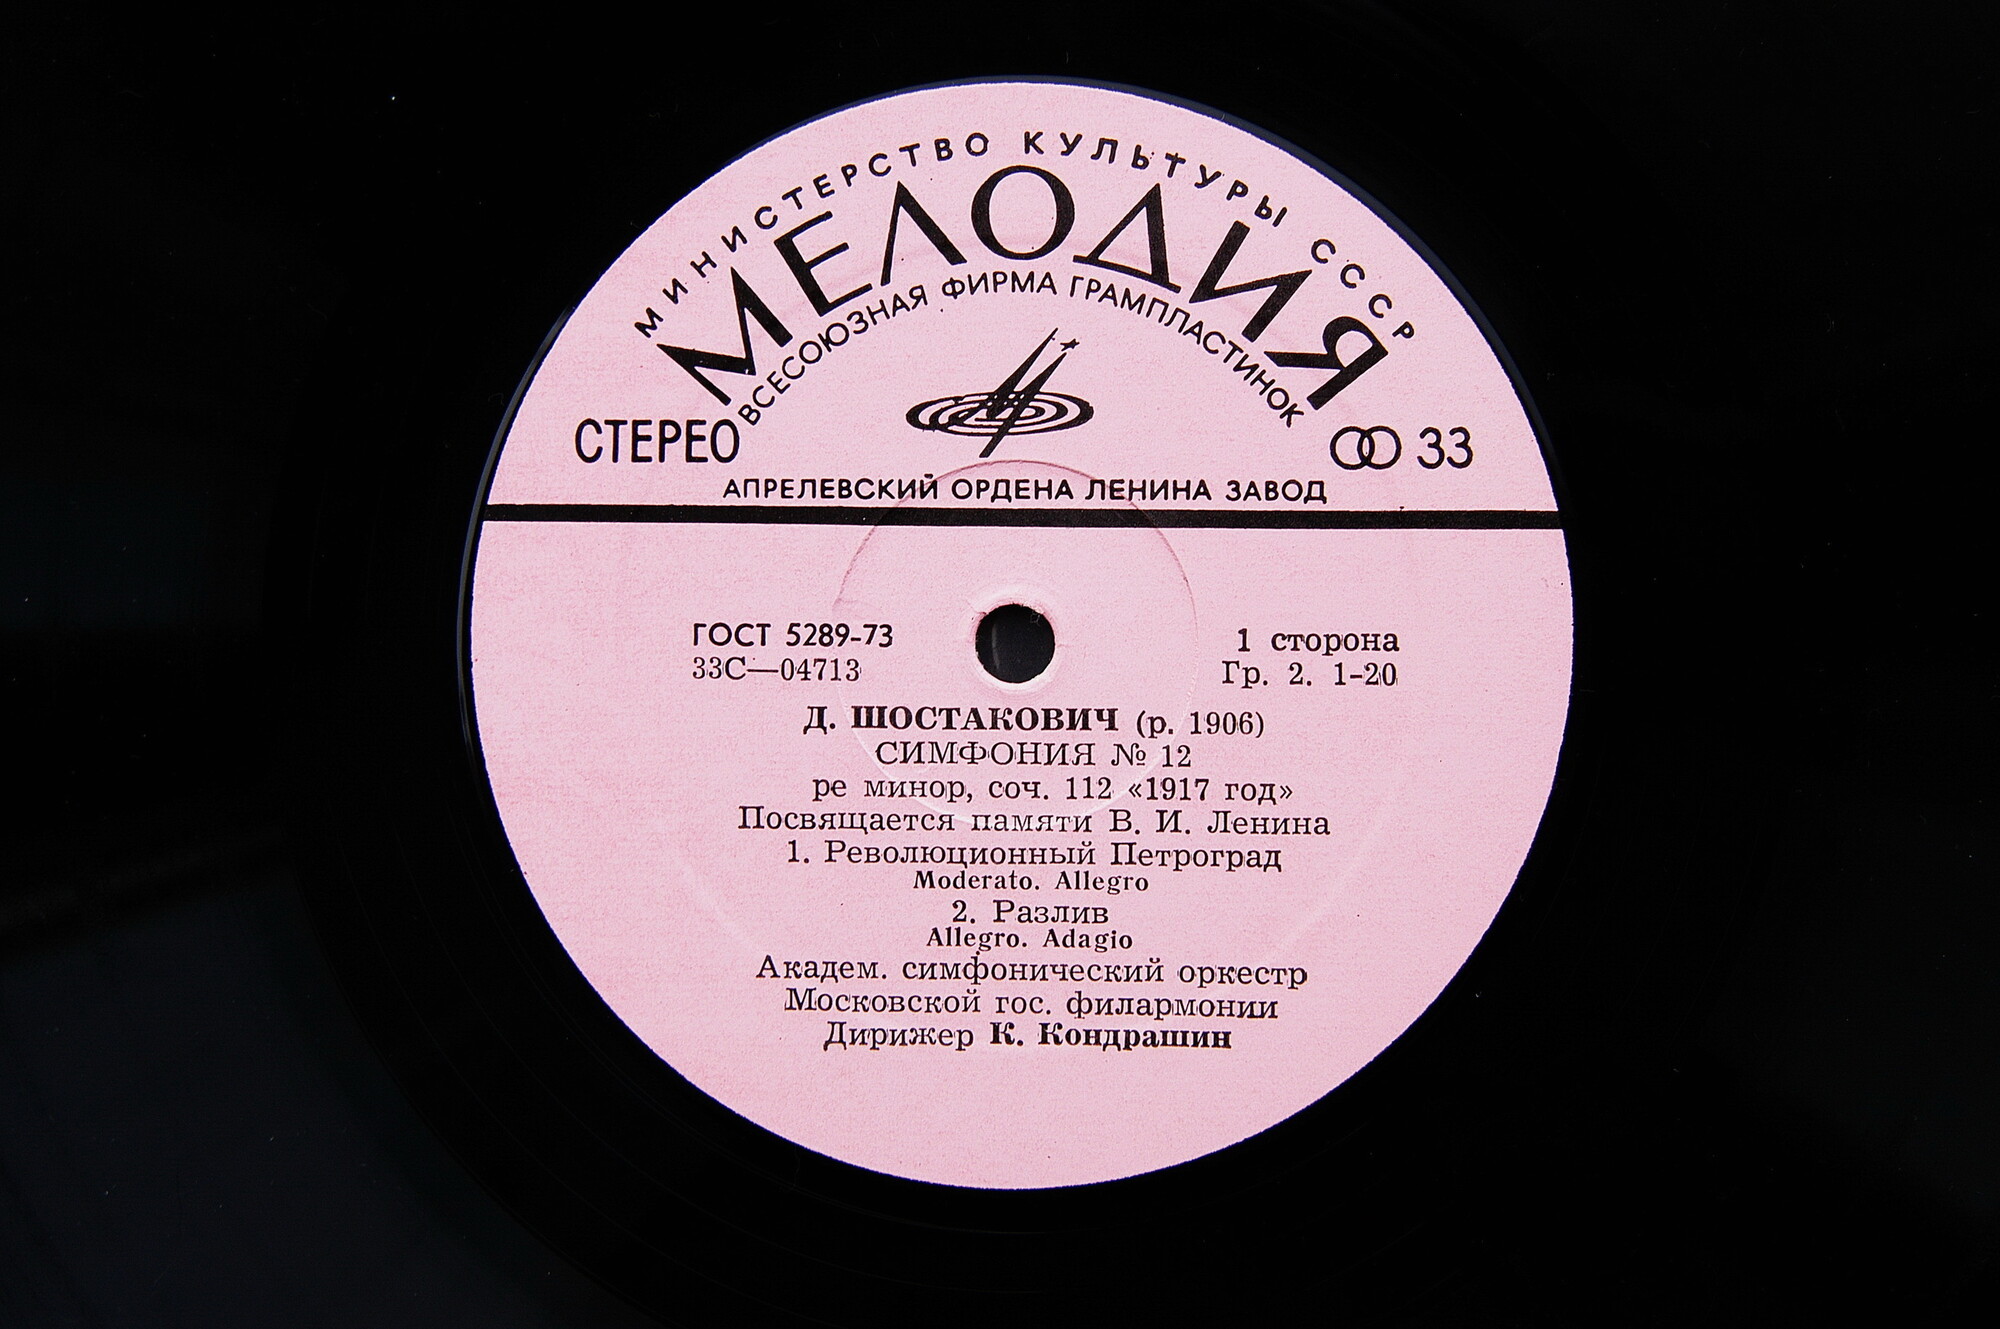 МИНИСТЕРСТВО КУЛЬТУРЫ СССР
МЕЛОДИЯ
ВСЕСОЮЗНАЯ ФИРМА ГРАМПЛАСТИНОК
СТЕРЕО
33
АПРЕЛЕВСКИЙ ОРДЕНА ЛЕНИНА ЗАВОД
ГОСТ 5289-73
33С—04713
1 сторона
Гр. 2. 1-20
Д. ШОСТАКОВИЧ (р. 1906)
СИМФОНИЯ № 12
ре минор, соч. 112 «1917 год»
Посвящается памяти В. И. Ленина
1. Революционный Петроград
Moderato. Allegro
2. Разлив
Allegro. Adagio
Академ. симфонический оркестр
Московской гос. филармонии
Дирижер К. Кондрашин